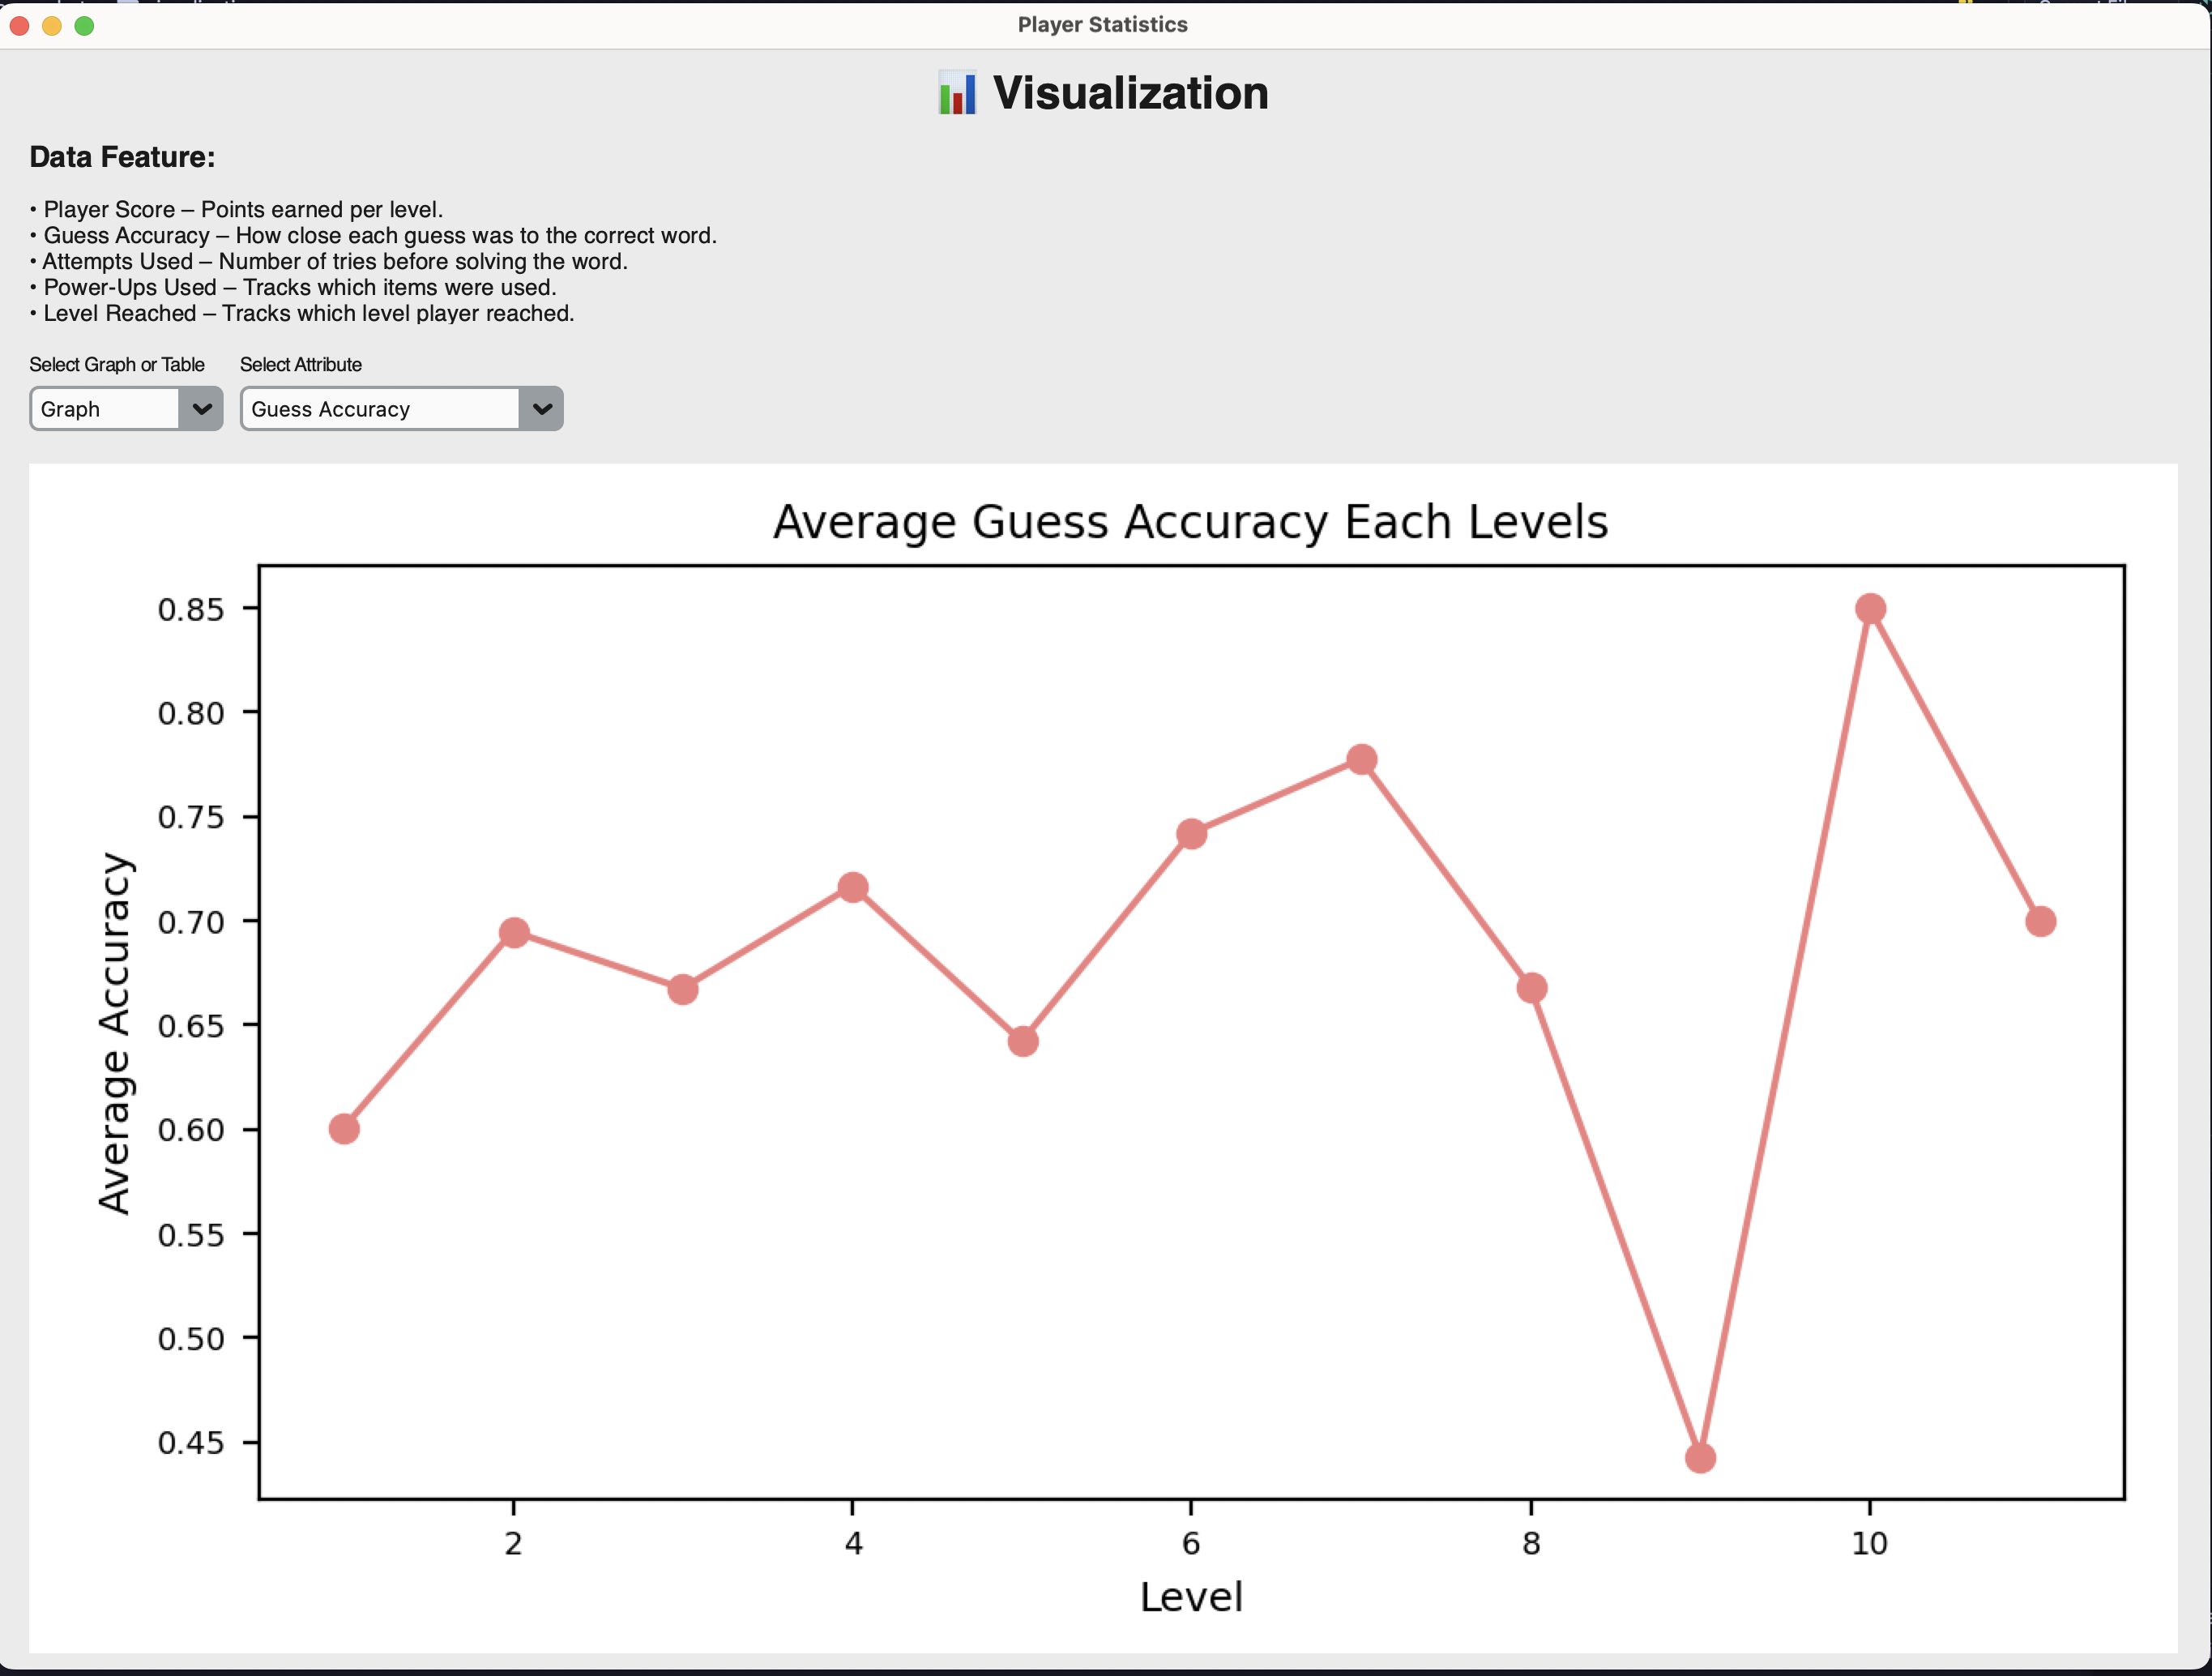 Player Statistics
📊 Visualization
Data Feature:
• Player Score – Points earned per level.
• Guess Accuracy – How close each guess was to the correct word.
• Attempts Used – Number of tries before solving the word.
• Power-Ups Used – Tracks which items were used.
• Level Reached – Tracks which level player reached.
Select Graph or Table Select Attribute
Graph Guess Accuracy
Average Guess Accuracy Each Levels
0.85
0.80
0.75
0.70
0.65
0.60
0.55
0.50
0.45
Average Accuracy
2 4 6 8 10
Level